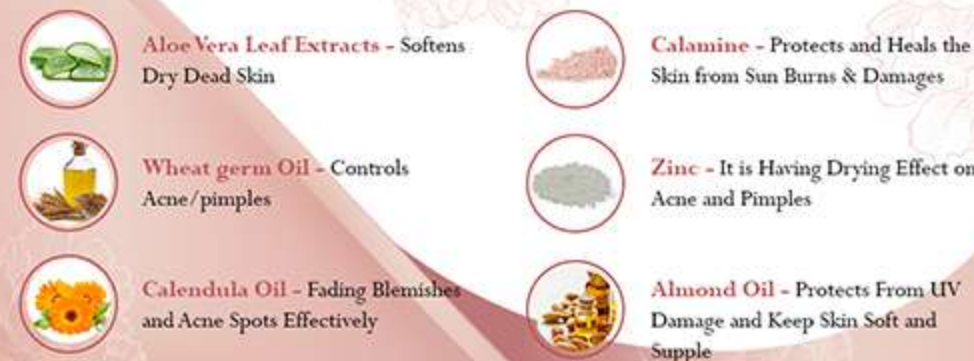 Aloe Vera Leaf Extracts - Softens
Dry Dead Skin
Wheat germ Oil - Controls
Acne/pimples
Calendula Oil - Fading Blemishes
and Acne Spots Effectively
Calamine - Protects and Heals the
Skin from Sun Burns & Damages
Zinc - It is Having Drying Effect on
Acne and Pimples
Almond Oil - Protects From UV
Damage and Keep Skin Soft and
Supple